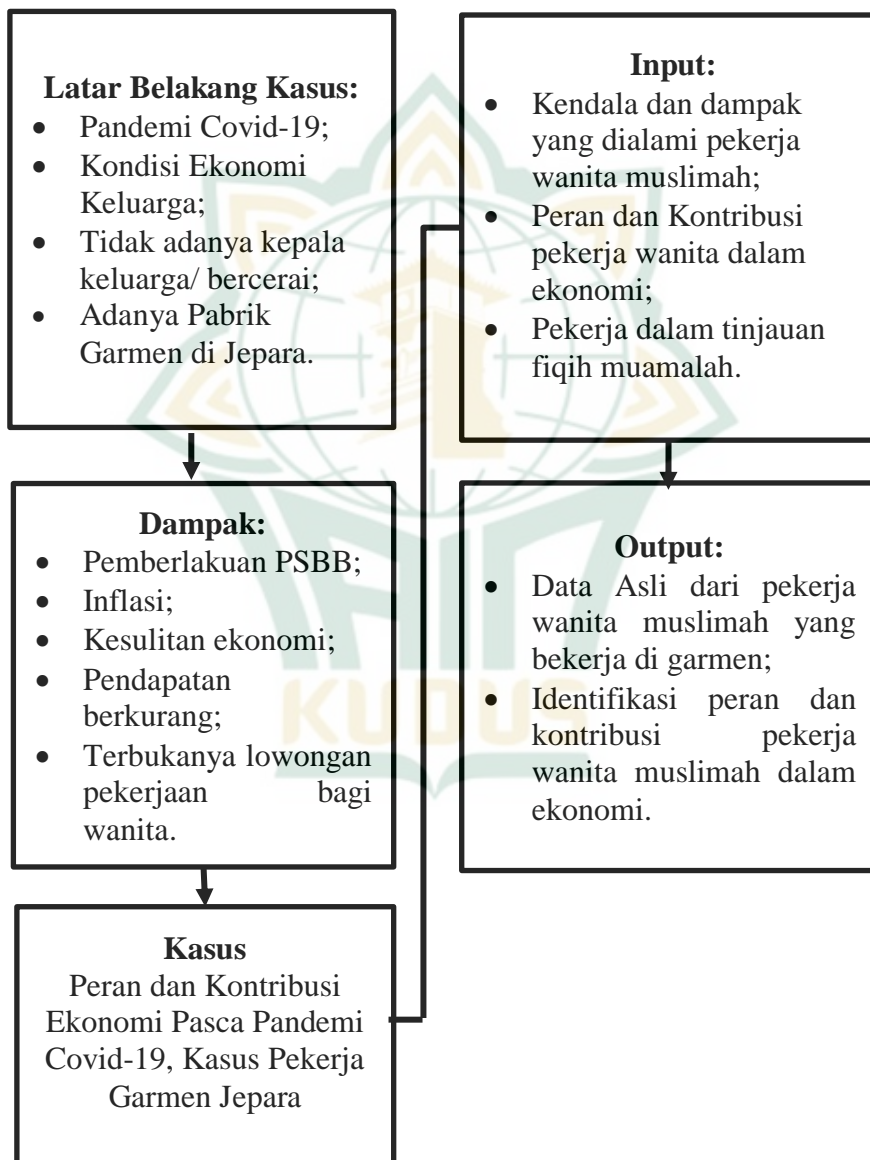 Latar Belakang Kasus:
• Pandemi Covid-19;
• Kondisi Ekonomi
Keluarga;
• Tidak adanya kepala
keluarga/ bercerai;
• Adanya Pabrik
Garmen di Jepara.
Dampak:
• Pemberlakuan PSBB;
• Inflasi;
• Kesulitan ekonomi;
• Pendapatan
berkurang;
• Terbukanya lowongan
pekerjaan bagi
wanita.
Kasus
Peran dan Kontribusi
Ekonomi Pasca Pandemi
Covid-19, Kasus Pekerja
Garmen Jepara
Input:
• Kendala dan dampak
yang dialami pekerja
wanita muslimah;
• Peran dan Kontribusi
pekerja wanita dalam
ekonomi;
• Pekerja dalam tinjauan
fiqih muamalah.
Output:
• Data Asli dari pekerja
wanita muslimah yang
bekerja di garmen;
• Identifikasi peran dan
kontribusi pekerja
wanita muslimah dalam
ekonomi.
IAIN
KUDUS